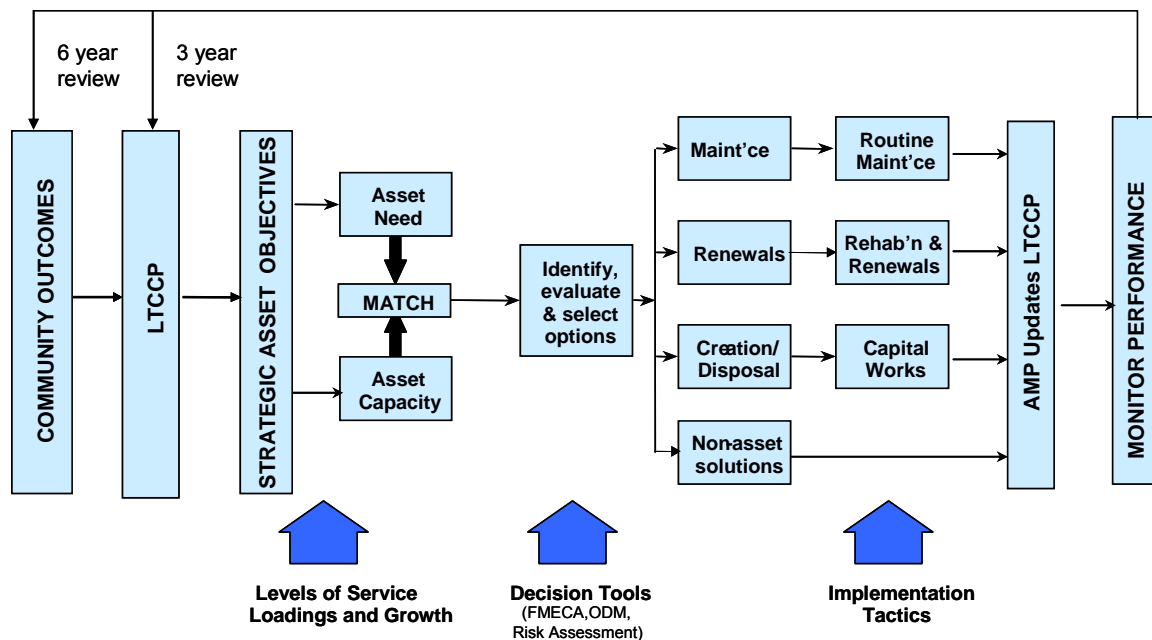 6 year
review
3 year
review
COMMUNITY OUTCOMES
LTCCP
STRATEGIC ASSET OBJECTIVES
Asset
Need
MATCH
Asset
Capacity
Identify,
evaluate
& select
options
Maint'ce
Routine
Maint'ce
Renewals
Rehab'n &
Renewals
Creation/
Disposal
Capital
Works
Non-asset
solutions
AMP Updates LTCCP
MONITOR PERFORMANCE
Levels of Service
Loadings and Growth
Decision Tools
(FMECA,ODM,
Risk Assessment)
Implementation
Tactics